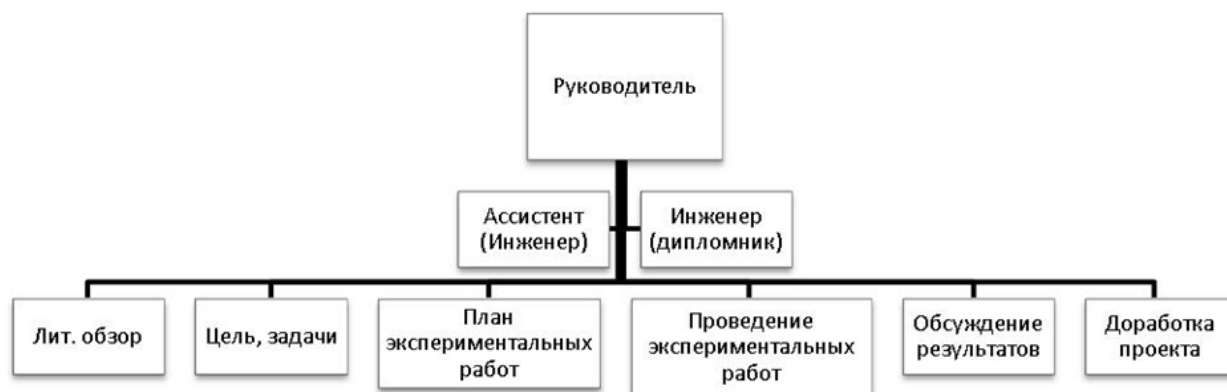 Руководитель
Ассистент
(Инженер)
Инженер
(дипломник)
Лит. обзор
Цель, задачи
План
экспериментальных
работ
Проведение
экспериментальных
работ
Обсуждение
результатов
Доработка
проекта